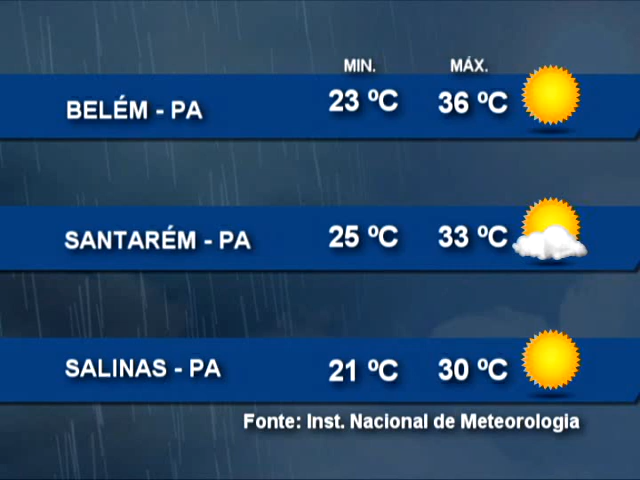 MIN. MÁX.
BELÉM - PA 23 ºC 36 ºC
SANTARÉM - PA 25 ºC 33 ºC
SALINAS - PA 21 ºC 30 ºC
Fonte: Inst. Nacional de Meteorologia